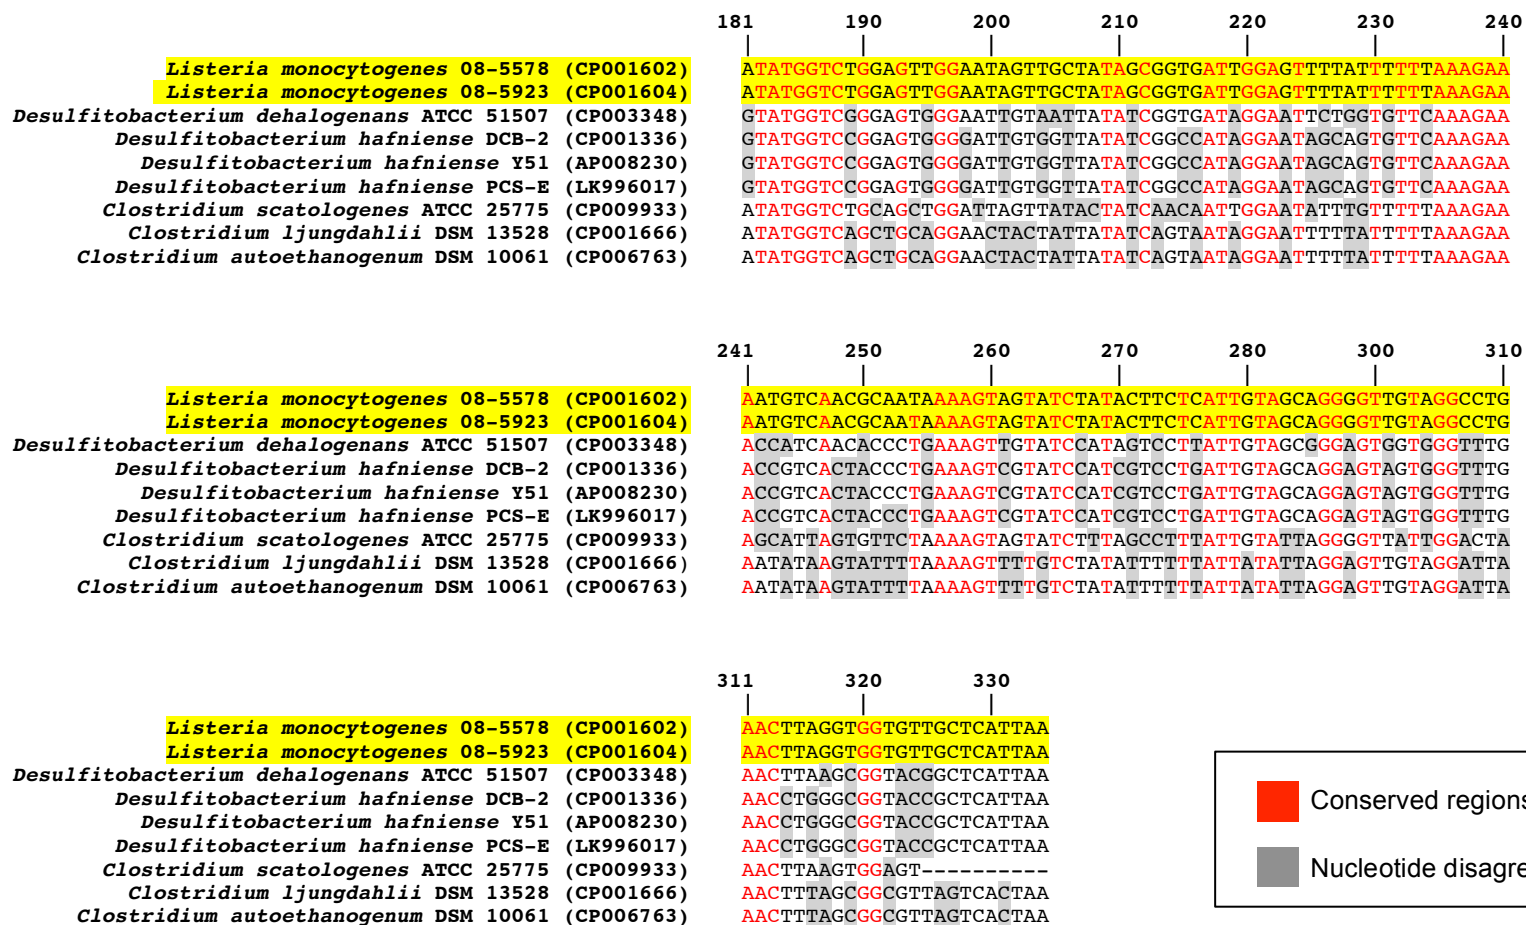 181 190 200 210 220 230 240
Listeria monocytogenes 08-5578 (CP001602) ATATGGTCTGGAGTTGGAATAGTTGCTATAGCGGTGATTGGAGTTTTATTTTTTAAAGAA
Listeria monocytogenes 08-5923 (CP001604) ATATGGTCTGGAGTTGGAATAGTTGCTATAGCGGTGATTGGAGTTTTATTTTTTAAAGAA
Desulfitobacterium dehalogenans ATCC 51507 (CP003348) GTATGGTCGGGAGTGGGAATTGTAATTATATCGGTGATAGGAATTCTGGTGTTCAAAGAA
Desulfitobacterium hafniense DCB-2 (CP001336) GTATGGTCCGGAGTGGGGATTGTGGTTATATCGGCCATAGGAATAGCAGTGTTCAAAGAA
Desulfitobacterium hafniense Y51 (AP008230) GTATGGTCCGGAGTGGGGATTGTGGTTATATCGGCCATAGGAATAGCAGTGTTCAAAGAA
Desulfitobacterium hafniense PCS-E (LK996017) GTATGGTCCGGAGTGGGGATTGTGGTTATATCGGCCATAGGAATAGCAGTGTTCAAAGAA
Clostridium scatologenes ATCC 25775 (CP009933) ATATGGTCTGCAGCTGGATTAGTTATACTATCAACAATTGGAATATTTGTTTTTAAAGAA
Clostridium ljungdahlii DSM 13528 (CP001666) ATATGGTCAGCTGCAGGAACTACTATTATATCAGTAATAGGAATTTTTATTTTTAAAGAA
Clostridium autoethanogenum DSM 10061 (CP006763) ATATGGTCAGCTGCAGGAACTACTATTATATCAGTAATAGGAATTTTTATTTTTAAAGAA
241 250 260 270 280 300 310
Listeria monocytogenes 08-5578 (CP001602) AATGTCAACGCAATAAAAGTAGTATCTATACTTCTCATTGTAGCAGGGGTTGTAGGCCTG
Listeria monocytogenes 08-5923 (CP001604) AATGTCAACGCAATAAAAGTAGTATCTATACTTCTCATTGTAGCAGGGGTTGTAGGCCTG
Desulfitobacterium dehalogenans ATCC 51507 (CP003348) ACCATCAACACCCTGAAAGTTGTATCCATAGTCCTTATTGTAGCGGGAGTGGTGGGTTTG
Desulfitobacterium hafniense DCB-2 (CP001336) ACCGTCACTACCCTGAAAGTCGTATCCATCGTCCTGATTGTAGCAGGAGTAGTGGGTTTG
Desulfitobacterium hafniense Y51 (AP008230) ACCGTCACTACCCTGAAAGTCGTATCCATCGTCCTGATTGTAGCAGGAGTAGTGGGTTTG
Desulfitobacterium hafniense PCS-E (LK996017) ACCGTCACTACCCTGAAAGTCGTATCCATCGTCCTGATTGTAGCAGGAGTAGTGGGTTTG
Clostridium scatologenes ATCC 25775 (CP009933) AGCATTAGTGTTCTAAAAGTAGTATCTTTAGCCTTTATTGTATTAGGGGTTATTGGACTA
Clostridium ljungdahlii DSM 13528 (CP001666) AATATAAGTATTTTAAAAGTTTTGTCTATATTTTTTATTATATTAGGAGTTGTAGGATTA
Clostridium autoethanogenum DSM 10061 (CP006763) AATATAAGTATTTTAAAAGTTTTGTCTATATTTTTTATTATATTAGGAGTTGTAGGATTA
311 320 330
Listeria monocytogenes 08-5578 (CP001602) AACTTAGGTGGTGTTGCTCATTAA
Listeria monocytogenes 08-5923 (CP001604) AACTTAGGTGGTGTTGCTCATTAA
Desulfitobacterium dehalogenans ATCC 51507 (CP003348) AACTTAAGCGGTACGGCTCATTAA
Desulfitobacterium hafniense DCB-2 (CP001336) AACCTGGGCGGTACCGCTCATTAA
Desulfitobacterium hafniense Y51 (AP008230) AACCTGGGCGGTACCGCTCATTAA
Desulfitobacterium hafniense PCS-E (LK996017) AACCTGGGCGGTACCGCTCATTAA
Clostridium scatologenes ATCC 25775 (CP009933) AACTTAAGTGGAGT----------
Clostridium ljungdahlii DSM 13528 (CP001666) AACTTTAGCGGCGTTAGTCACTAA
Clostridium autoethanogenum DSM 10061 (CP006763) AACTTTAGCGGCGTTAGTCACTAA
Conserved regions
Nucleotide disagre